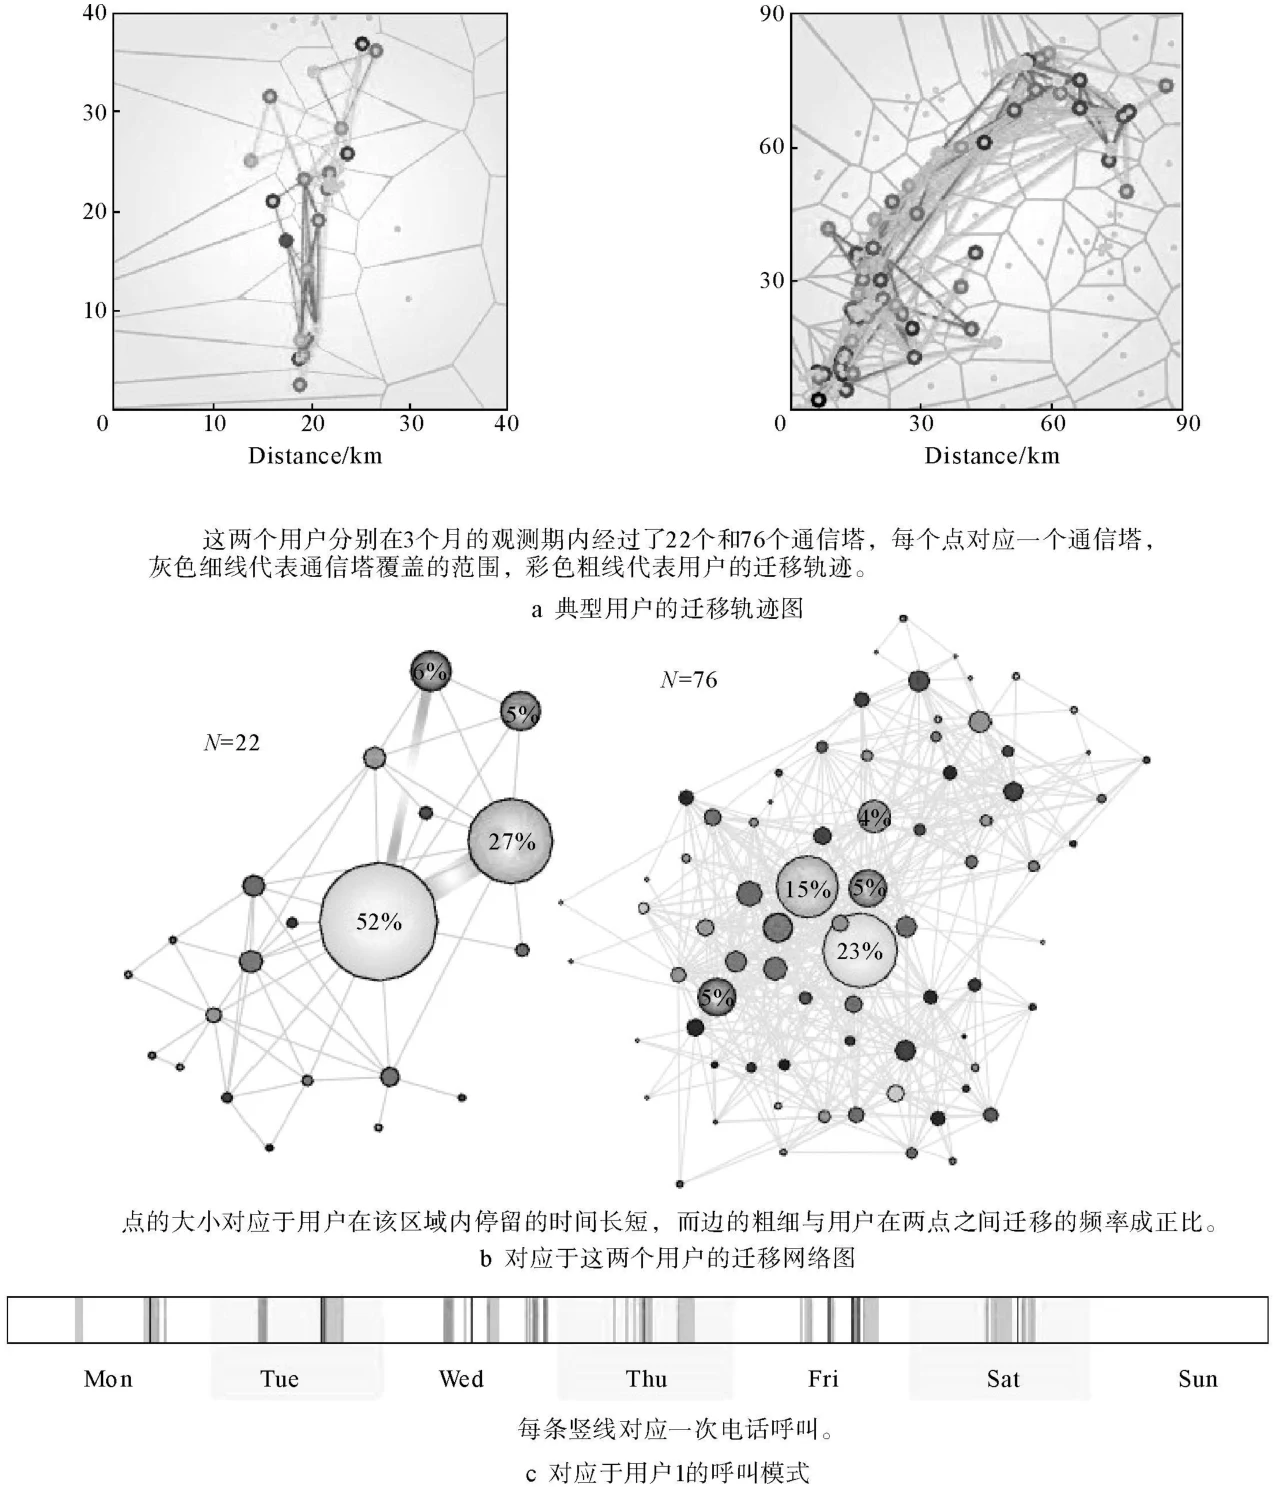 40
30
20
10
0
10
20
30
40
Distance/km
90
60
30
0
30
60
90
Distance/km
这两个用户分别在3个月的观测期内经过了22个和76个通信塔，每个点对应一个通信塔，
灰色细线代表通信塔覆盖的范围，彩色粗线代表用户的迁移轨迹。
a 典型用户的迁移轨迹图
N=22
6%
5%
27%
52%
N=76
4%
15%
5%
23%
5%
点的大小对应于用户在该区域内停留的时间长短，而边的粗细与用户在两点之间迁移的频率成正比。
b 对应于这两个用户的迁移网络图
Mon Tue Wed Thu Fri Sat Sun
每条竖线对应一次电话呼叫。
c 对应于用户1的呼叫模式